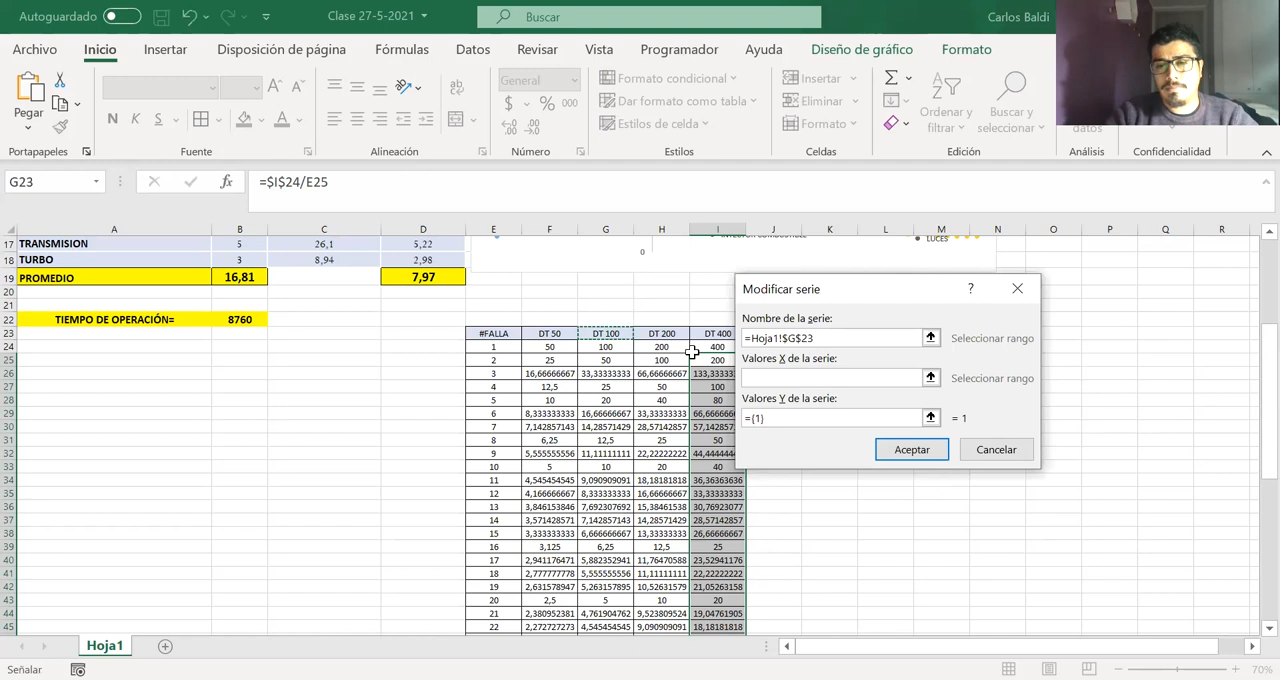 Autoguardado
Clase 27-5-2021
Buscar
Carlos Baldi
Archivo Inicio Insertar Disposición de página Fórmulas Datos Revisar Vista Programador Ayuda Diseño de gráfico Formato
General
Formato condicional
Insertar
Pegar
N K S
$ % 000
Dar formato como tabla
Eliminar
Ordenar y filtrar
Buscar y seleccionar
datos
Estilos de celda
Formato
Portapapeles Fuente Alineación Número Estilos Celdas Edición Análisis Confidencialidad
G23 fx =$I$24/E25
A B C D E F G H I J K L M N O P Q R
17 TRANSMISION 5 26,1 5,22
LUCES
18 TURBO 3 8,94 2,98
0
19 PROMEDIO 16,81 7,97
20
21
22 TIEMPO DE OPERACIÓN= 8760
23 #FALLA DT 50 DT 100 DT 200 DT 400
24 1 50 100 200 400
25 2 25 50 100 200
26 3 16,66666667 33,33333333 66,66666667 133,3333333
27 4 12,5 25 50 100
28 5 10 20 40 80
29 6 8,333333333 16,66666667 33,33333333 66,6666667
30 7 7,142857143 14,28571429 28,57142857 57,142857
31 8 6,25 12,5 25 50
32 9 5,555555556 11,11111111 22,22222222 44,4444444
33 10 5 10 20 40
34 11 4,545454545 9,090909091 18,18181818 36,36363636
35 12 4,166666667 8,333333333 16,66666667 33,33333333
36 13 3,846153846 7,692307692 15,38461538 30,76923077
37 14 3,571428571 7,142857143 14,28571429 28,57142857
38 15 3,333333333 6,666666667 13,33333333 26,66666667
39 16 3,125 6,25 12,5 25
40 17 2,941176471 5,882352941 11,76470588 23,52941176
41 18 2,777777778 5,555555556 11,11111111 22,22222222
42 19 2,631578947 5,263157895 10,52631579 21,05263158
43 20 2,5 5 10 20
44 21 2,380952381 4,761904762 9,523809524 19,04761905
45 22 2,272727273 4,545454545 9,090909091 18,18181818
Modificar serie ?
Nombre de la serie:
=Hoja1!$G$23 Seleccionar rango
Valores X de la serie:
Seleccionar rango
Valores Y de la serie:
={1} = 1
Aceptar Cancelar
Hoja1
Señalar
70%